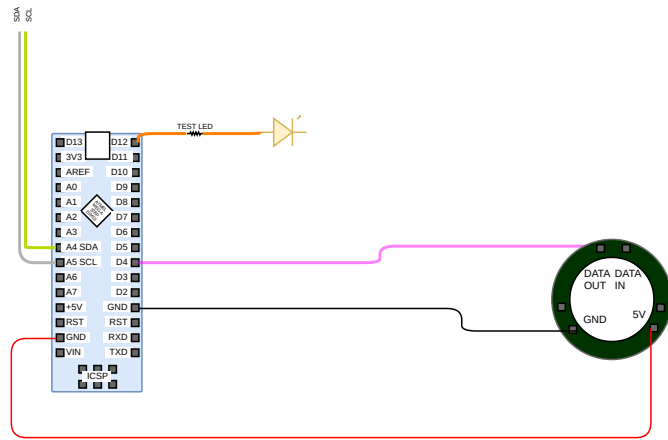 SDA
SCL
TEST LED
D13 D12
3V3 D11
AREF D10
A0 D9
A1 D8
A2 D7
A3 D6
A4 SDA D5
A5 SCL D4
A6 D3
A7 D2
+5V GND
RST RST
GND RXD
VIN TXD
ICSP
DATA DATA
OUT IN
GND 5V